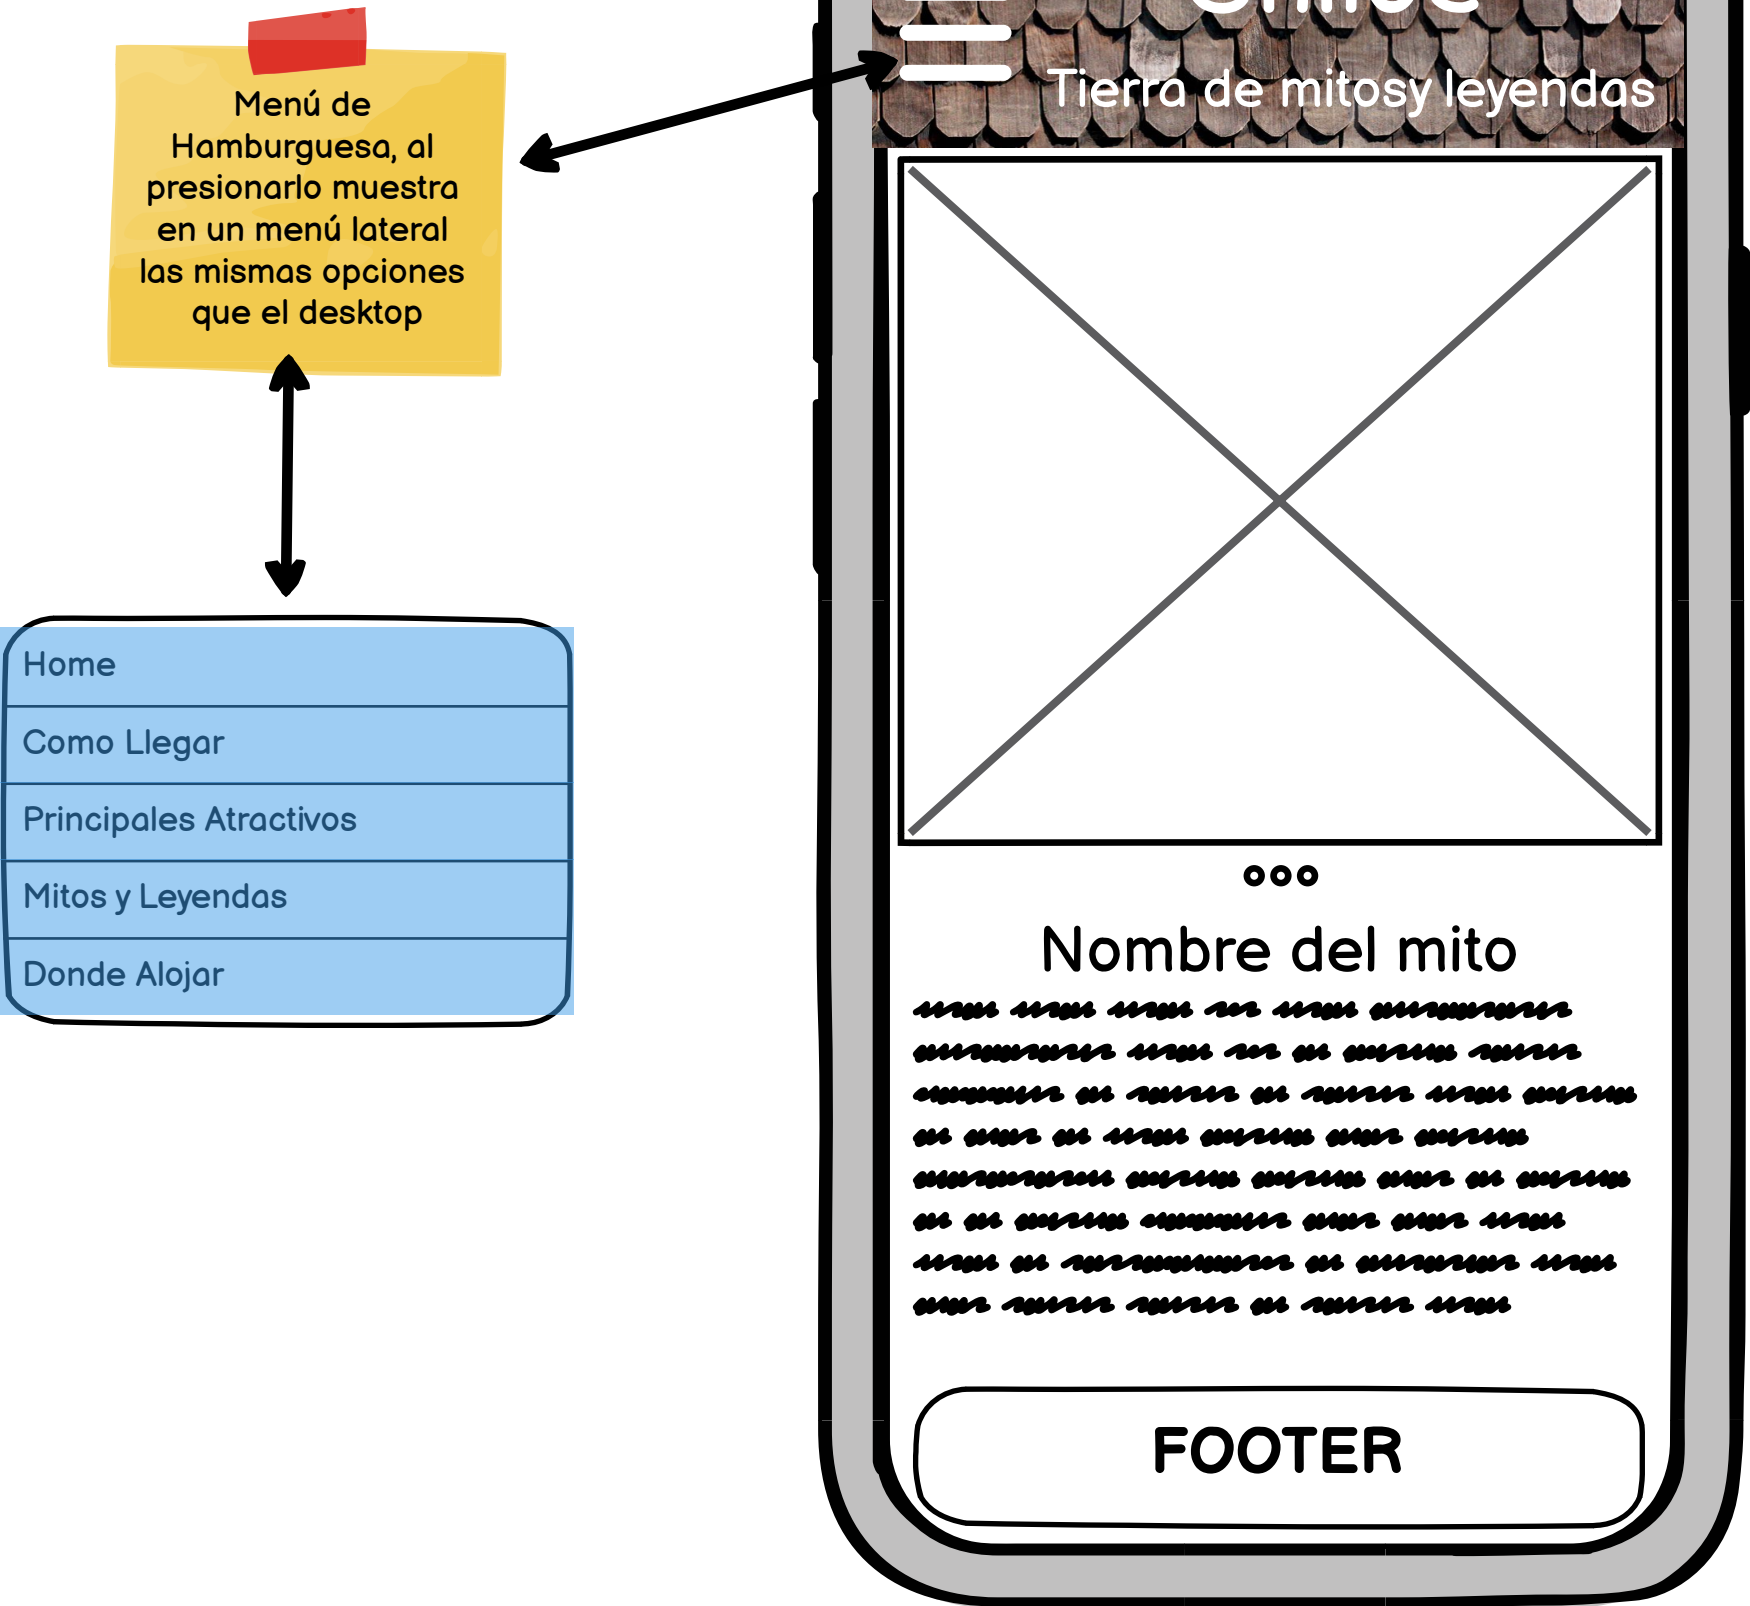 Menú de
Hamburguesa, al
presionarlo muestra
en un menú lateral
las mismas opciones
que el desktop
Home
Como Llegar
Principales Atractivos
Mitos y Leyendas
Donde Alojar
Tierra de mitosy leyendas
Nombre del mito
FOOTER